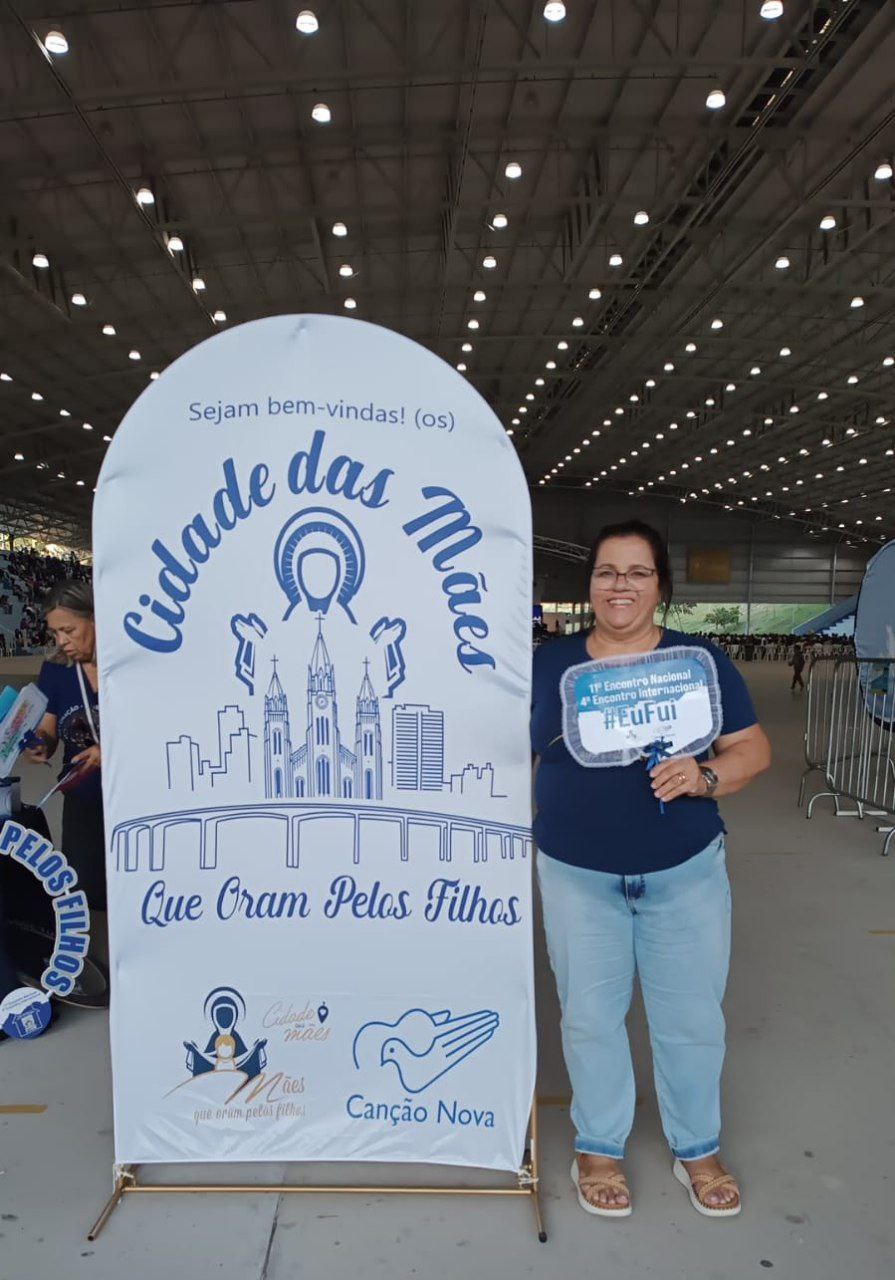 Sejam bem-vindas! (os)
Cidade das Mães
Que Oram Pelos Filhos
Cidade
das
mães
Mães
que oram pelos filhos
Canção Nova
11º Encontro Nacional
4º Encontro Internacional
#EuFui
PELOS FILHOS